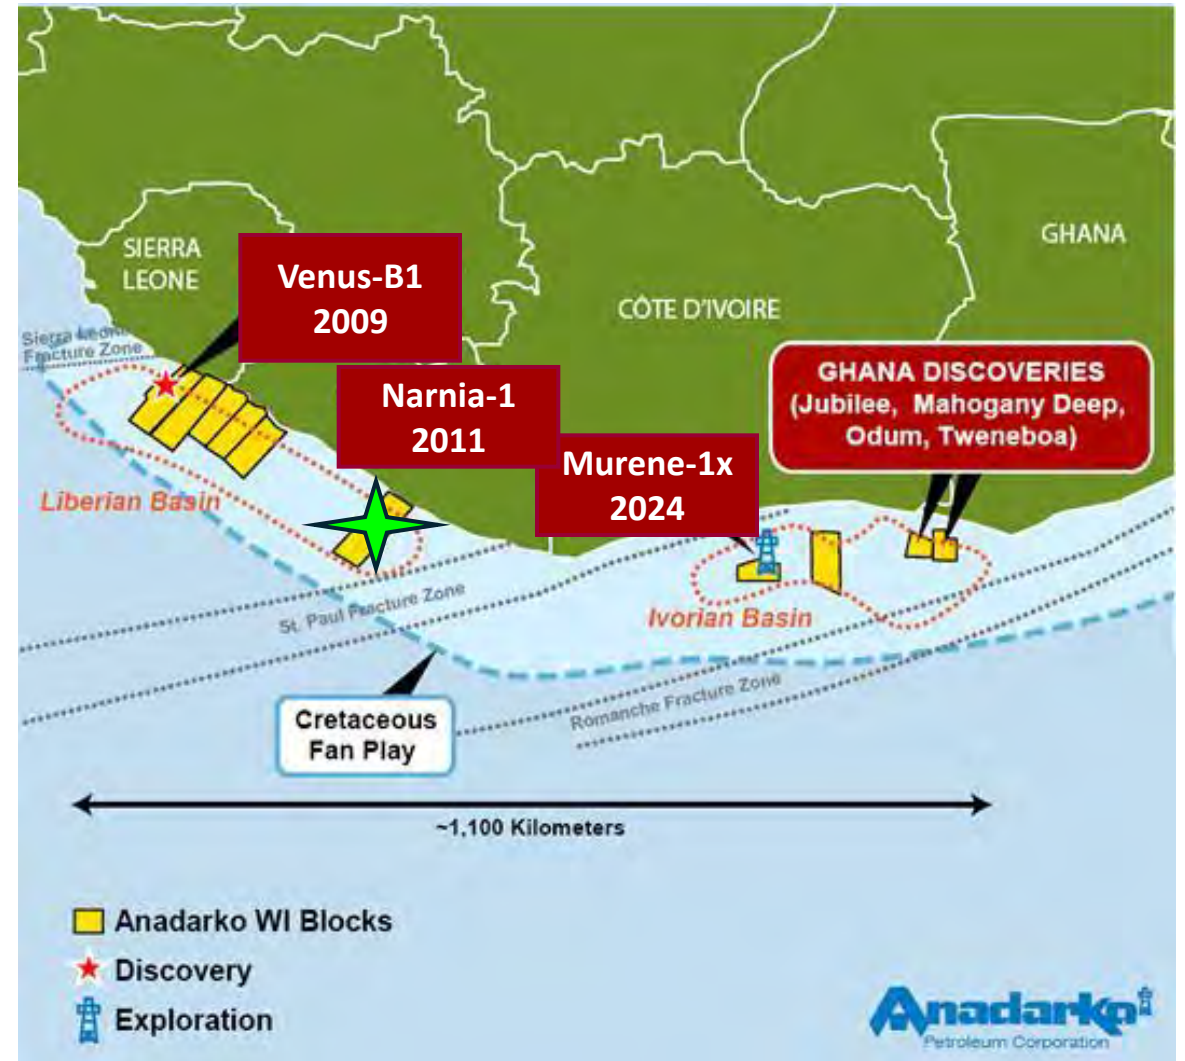 SIERRA
LEONE
GHANA
Venus-B1
2009
CÔTE D'IVOIRE
Sierra Leone
Fracture Zone
GHANA DISCOVERIES
(Jubilee, Mahogany Deep,
Odum, Tweneboa)
Narnia-1
2011
Murene-1x
2024
Liberian Basin
St. Paul Fracture Zone
Ivorian Basin
Romanche Fracture Zone
Cretaceous
Fan Play
~1,100 Kilometers
Anadarko WI Blocks
Discovery
Exploration
Anadarko
Petroleum Corporation